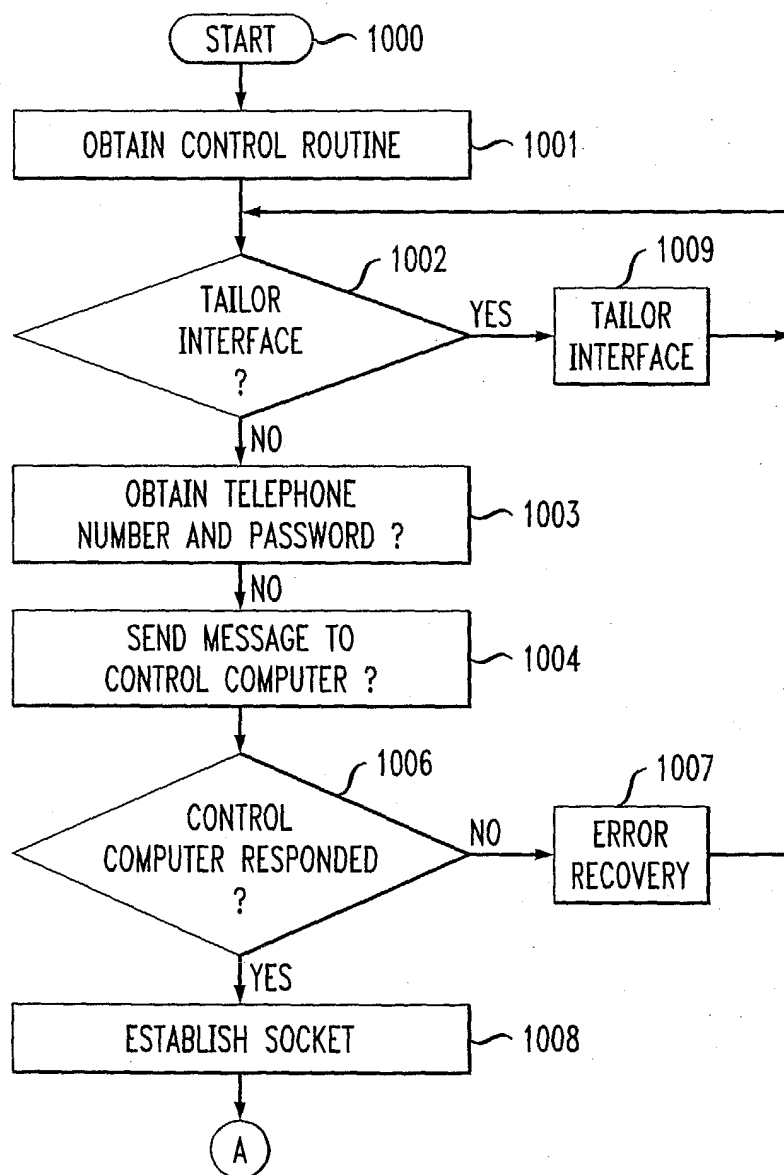 START
1000
OBTAIN CONTROL ROUTINE
1001
1002
TAILOR
INTERFACE
?
YES
1009
TAILOR
INTERFACE
NO
OBTAIN TELEPHONE
NUMBER AND PASSWORD ?
1003
NO
SEND MESSAGE TO
CONTROL COMPUTER ?
1004
1006
CONTROL
COMPUTER RESPONDED
?
NO
1007
ERROR
RECOVERY
YES
ESTABLISH SOCKET
1008
A